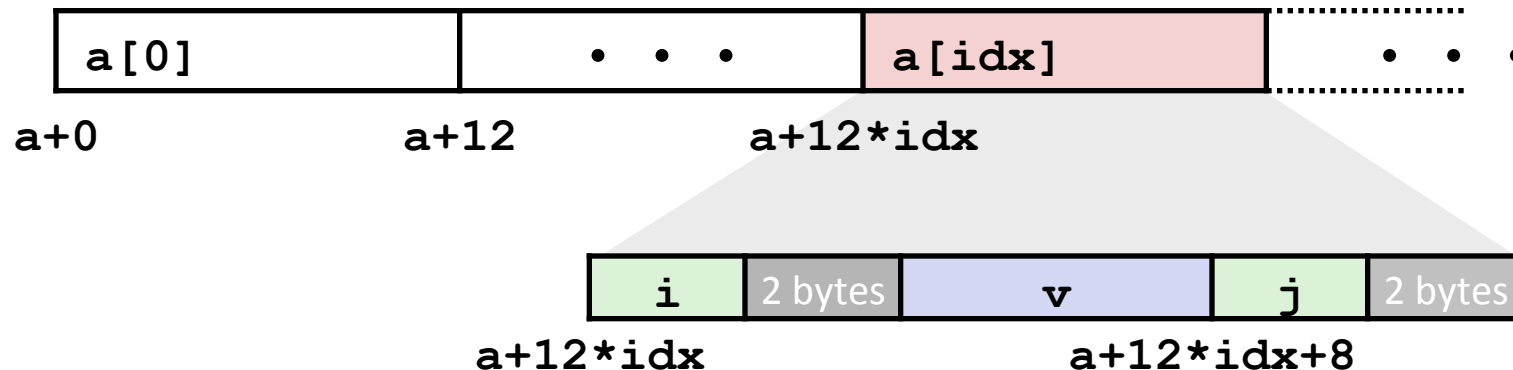 a[0] • • • a[idx] • • •
a+0 a+12 a+12*idx
i 2 bytes v j 2 bytes
a+12*idx a+12*idx+8